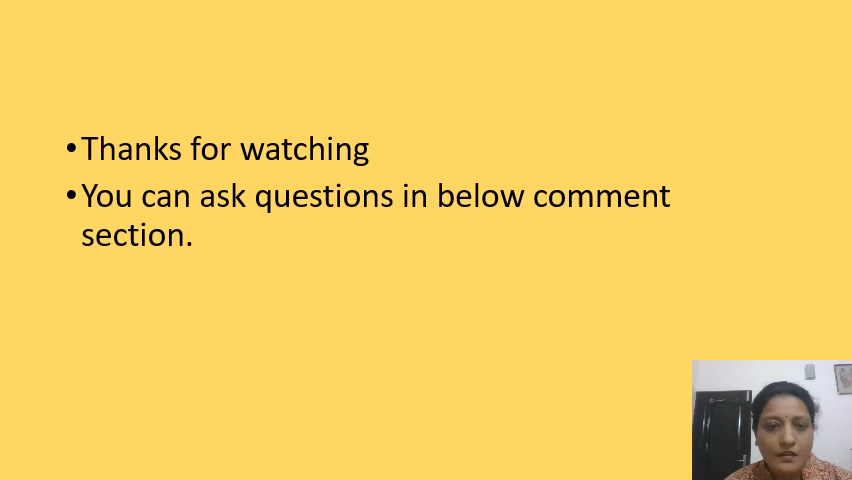 •Thanks for watching
•You can ask questions in below comment
section.